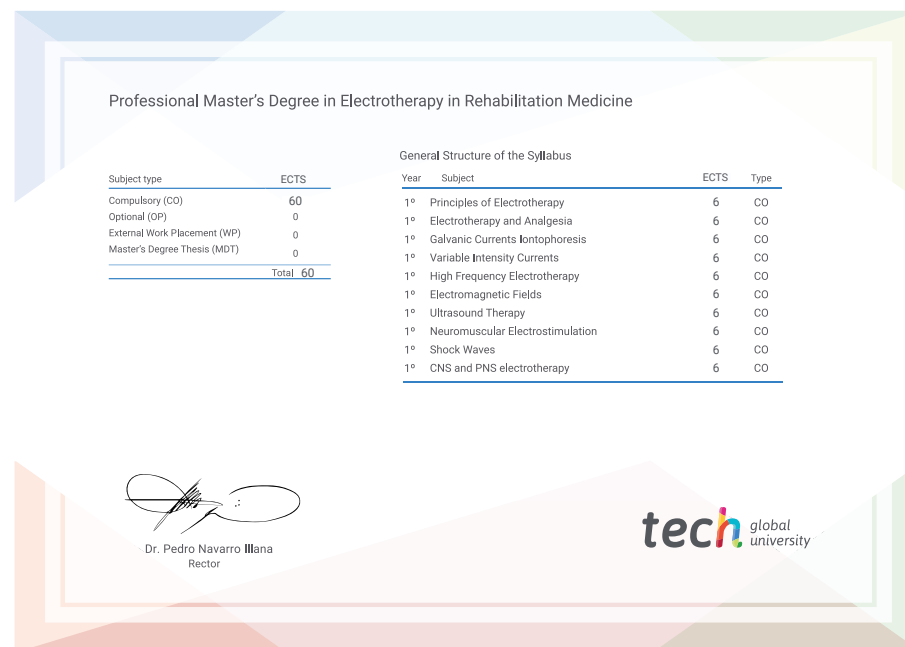 Professional Master's Degree in Electrotherapy in Rehabilitation Medicine
Subject type ECTS
Compulsory (CO) 60
Optional (OP) 0
External Work Placement (WP) 0
Master's Degree Thesis (MDT) 0
Total 60
General Structure of the Syllabus
Year Subject ECTS Type
1º Principles of Electrotherapy 6 CO
1º Electrotherapy and Analgesia 6 CO
1º Galvanic Currents Iontophoresis 6 CO
1º Variable Intensity Currents 6 CO
1º High Frequency Electrotherapy 6 CO
1º Electromagnetic Fields 6 CO
1º Ultrasound Therapy 6 CO
1º Neuromuscular Electrostimulation 6 CO
1º Shock Waves 6 CO
1º CNS and PNS electrotherapy 6 CO
Dr. Pedro Navarro Illana
Rector
tech global
university